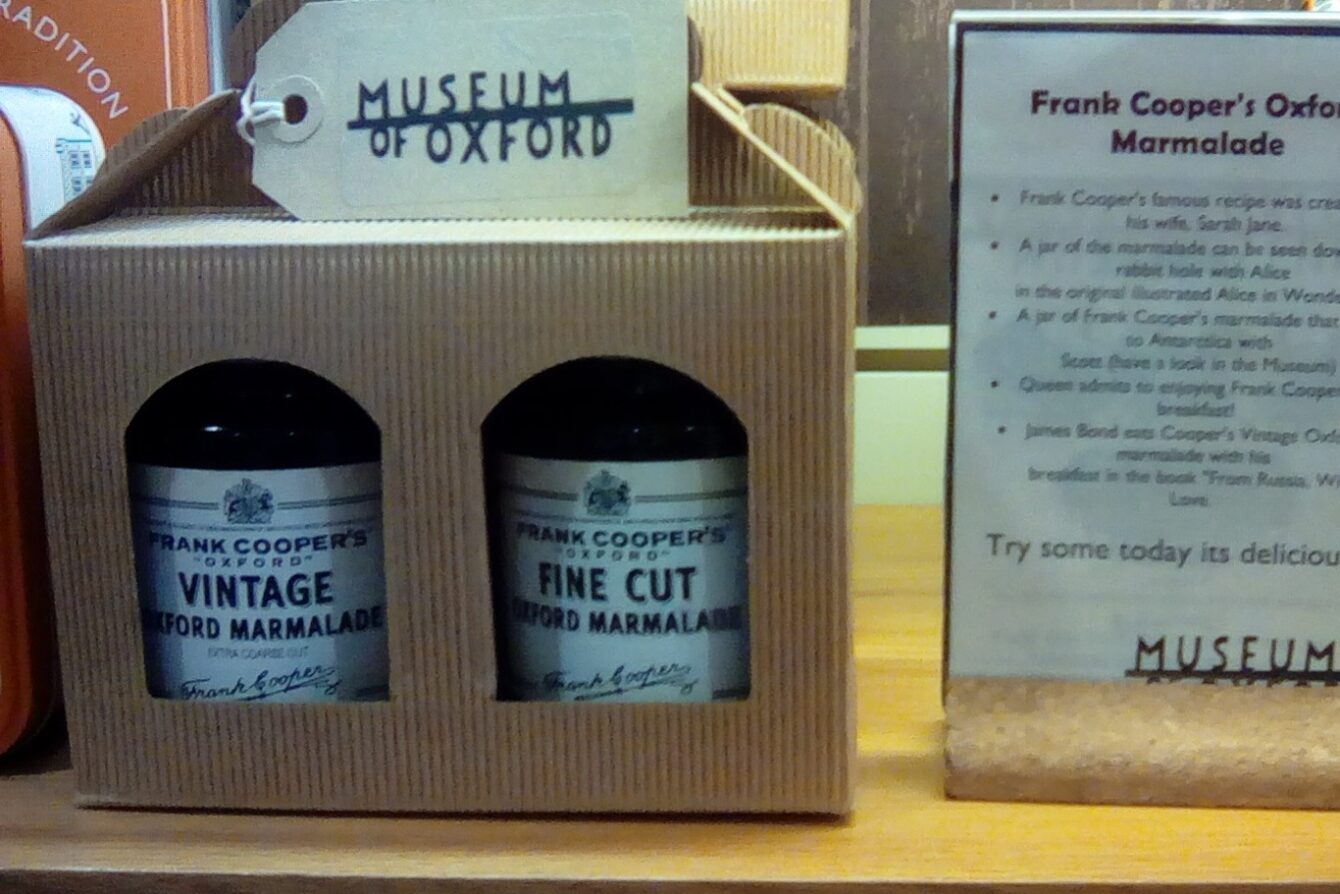 RADITION
MUSEUM
OF OXFORD
FRANK COOPER'S
"OXFORD"
VINTAGE
OXFORD MARMALADE
EXTRA COARSE CUT
Frank Cooper
FRANK COOPER'S
"OXFORD"
FINE CUT
OXFORD MARMALADE
Frank Cooper
Frank Cooper's Oxfo
Marmalade
• Frank Cooper's famous recipe was crea
his wife, Sarah Jane.
• A jar of the marmalade can be seen dow
rabbit hole with Alice
in the original illustrated Alice in Wonde
• A jar of Frank Cooper's marmalade that
to Antarctica with
Scott (have a look in the Museum)
• Queen admits to enjoying Frank Cooper
breakfast!
• James Bond eats Cooper's Vintage Oxf
marmalade with his
breakfast in the book "From Russia, Wi
Love.
Try some today its deliciou
MUSEUM